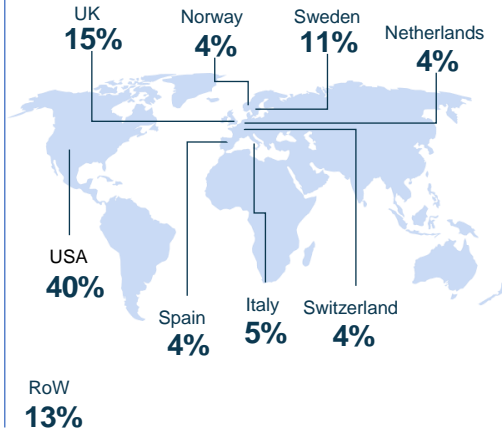 UK
15%
Norway
4%
Sweden
11%
Netherlands
4%
USA
40%
Spain
4%
Italy
5%
Switzerland
4%
RoW
13%